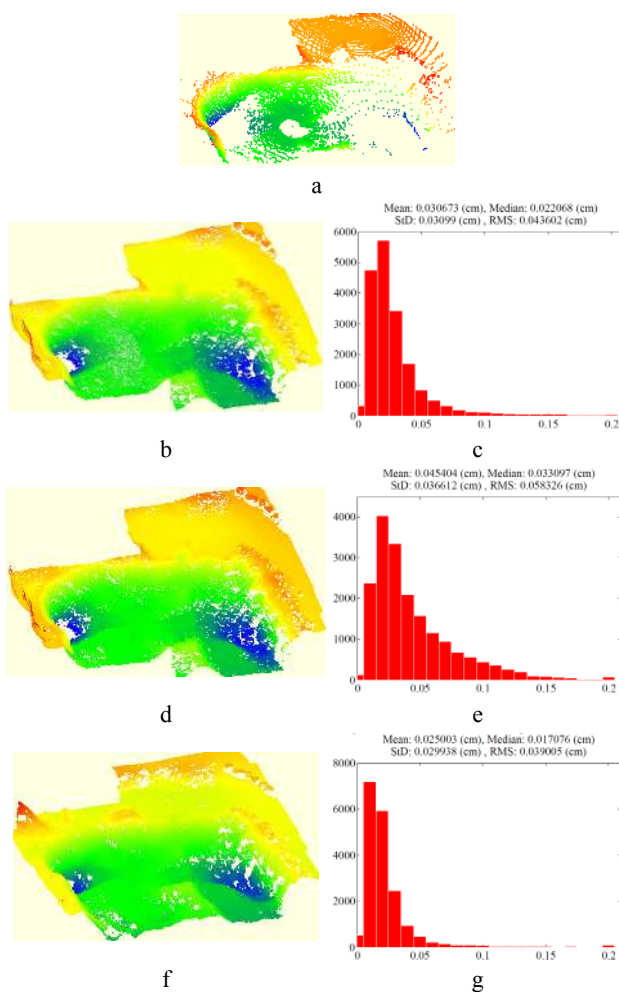 a
Mean: 0.030673 (cm), Median: 0.022068 (cm)
StD: 0.03099 (cm) , RMS: 0.043602 (cm)
6000
5000
4000
3000
2000
1000
0
0 0.05 0.1 0.15 0.2
b
c
Mean: 0.045404 (cm), Median: 0.033097 (cm)
StD: 0.036612 (cm) , RMS: 0.058326 (cm)
4000
3000
2000
1000
0
0 0.05 0.1 0.15 0.2
d
e
Mean: 0.025003 (cm), Median: 0.017076 (cm)
StD: 0.029938 (cm) , RMS: 0.039005 (cm)
8000
6000
4000
2000
0
0 0.05 0.1 0.15 0.2
f
g